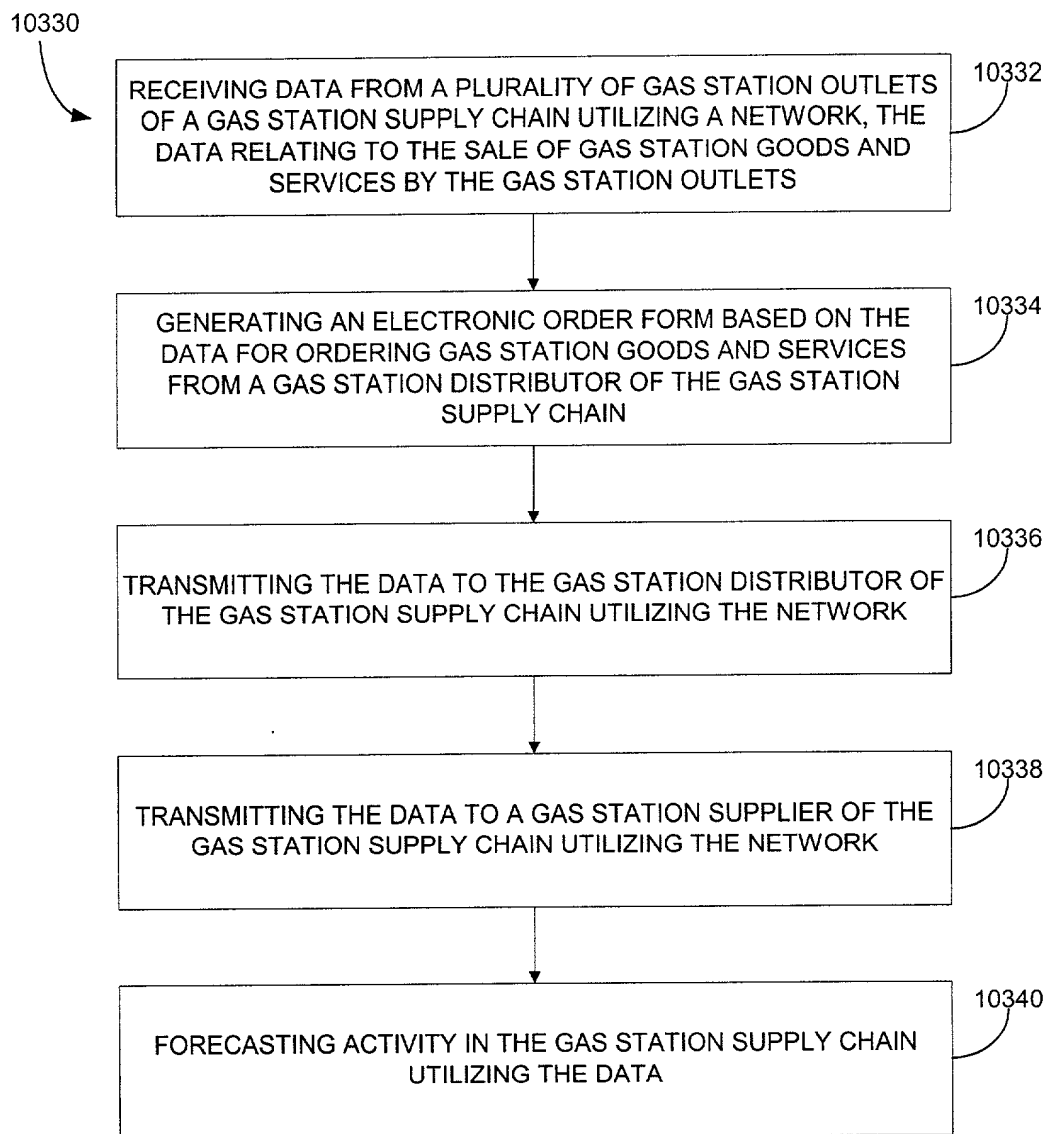 10330
RECEIVING DATA FROM A PLURALITY OF GAS STATION OUTLETS
OF A GAS STATION SUPPLY CHAIN UTILIZING A NETWORK, THE
DATA RELATING TO THE SALE OF GAS STATION GOODS AND
SERVICES BY THE GAS STATION OUTLETS
10332
GENERATING AN ELECTRONIC ORDER FORM BASED ON THE
DATA FOR ORDERING GAS STATION GOODS AND SERVICES
FROM A GAS STATION DISTRIBUTOR OF THE GAS STATION
SUPPLY CHAIN
10334
TRANSMITTING THE DATA TO THE GAS STATION DISTRIBUTOR OF
THE GAS STATION SUPPLY CHAIN UTILIZING THE NETWORK
10336
TRANSMITTING THE DATA TO A GAS STATION SUPPLIER OF THE
GAS STATION SUPPLY CHAIN UTILIZING THE NETWORK
10338
FORECASTING ACTIVITY IN THE GAS STATION SUPPLY CHAIN
UTILIZING THE DATA
10340